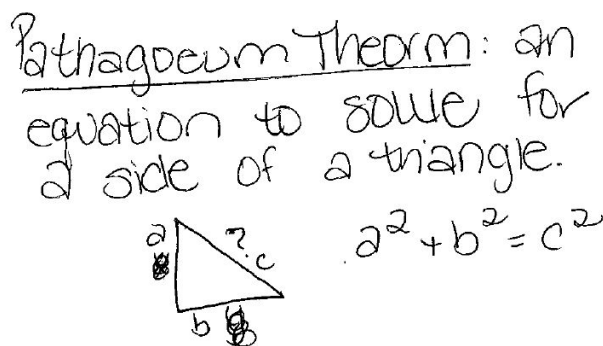 Pathagoeum Theorm: an
equation to solve for
a side of a triangle.
a ? c a² + b² = c²
b